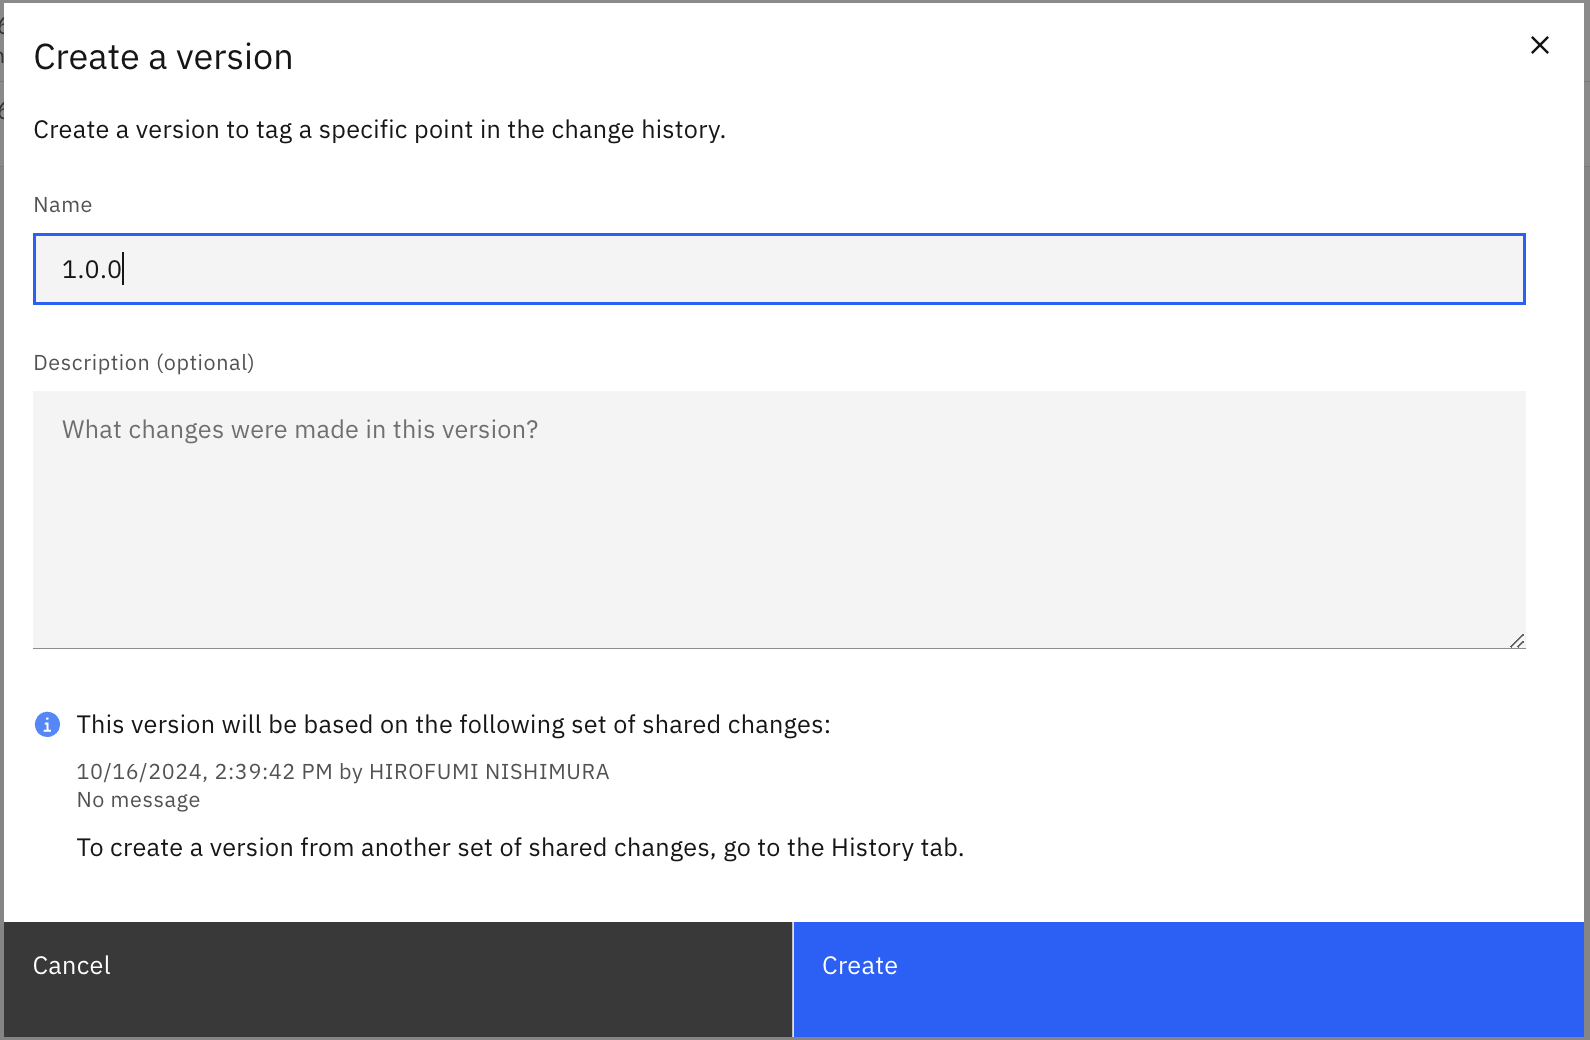 Create a version
Create a version to tag a specific point in the change history.
Name
1.0.0
Description (optional)
What changes were made in this version?
This version will be based on the following set of shared changes:
10/16/2024, 2:39:42 PM by HIROFUMI NISHIMURA
No message
To create a version from another set of shared changes, go to the History tab.
Cancel
Create